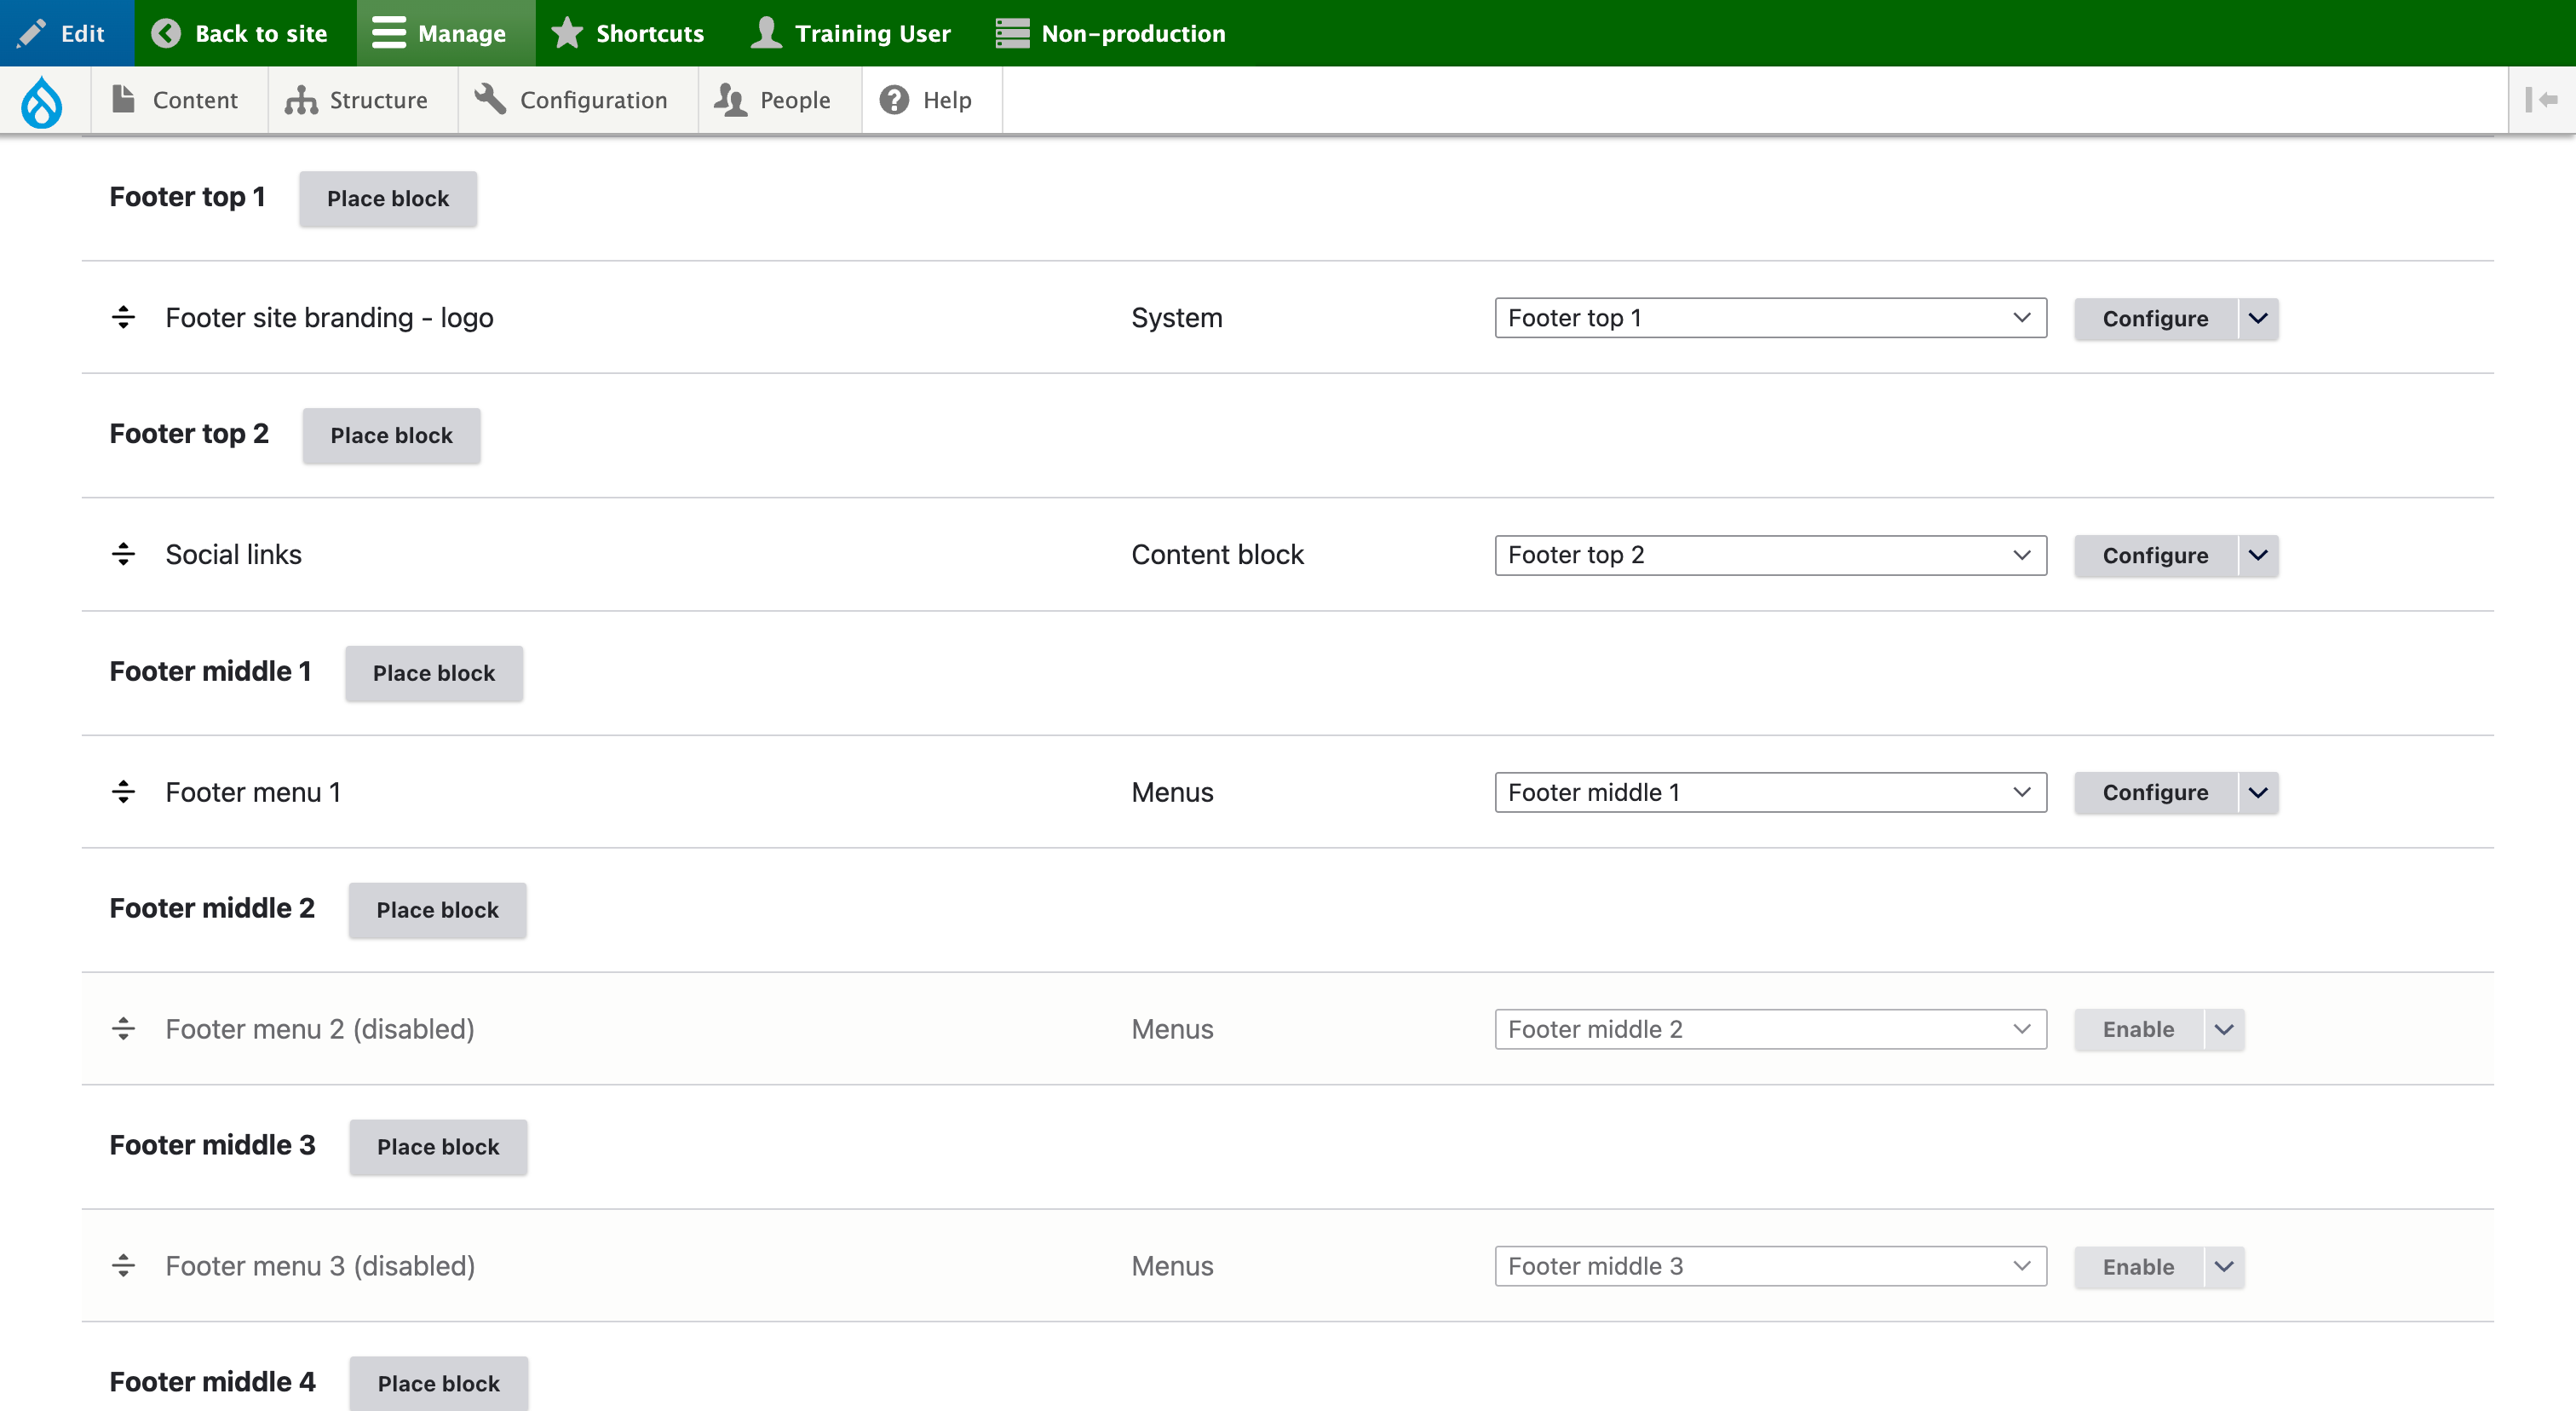 Edit Back to site Manage Shortcuts Training User Non-production
Content Structure Configuration People Help
Footer top 1 Place block
Footer site branding - logo System Footer top 1 Configure
Footer top 2 Place block
Social links Content block Footer top 2 Configure
Footer middle 1 Place block
Footer menu 1 Menus Footer middle 1 Configure
Footer middle 2 Place block
Footer menu 2 (disabled) Menus Footer middle 2 Enable
Footer middle 3 Place block
Footer menu 3 (disabled) Menus Footer middle 3 Enable
Footer middle 4 Place block